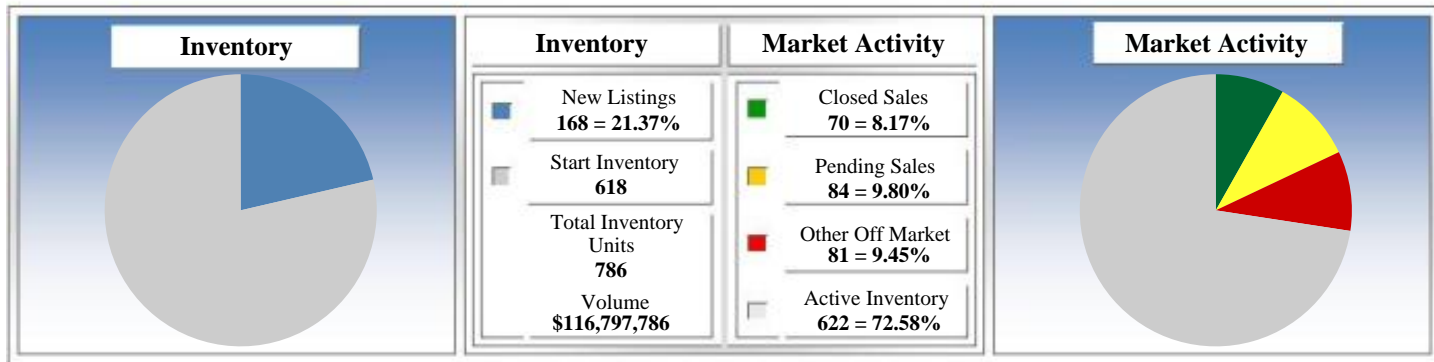 Inventory
Inventory
Market Activity
Market Activity
New Listings
168 = 21.37%
Start Inventory
618
Total Inventory
Units
786
Volume
$116,797,786
Closed Sales
70 = 8.17%
Pending Sales
84 = 9.80%
Other Off Market
81 = 9.45%
Active Inventory
622 = 72.58%